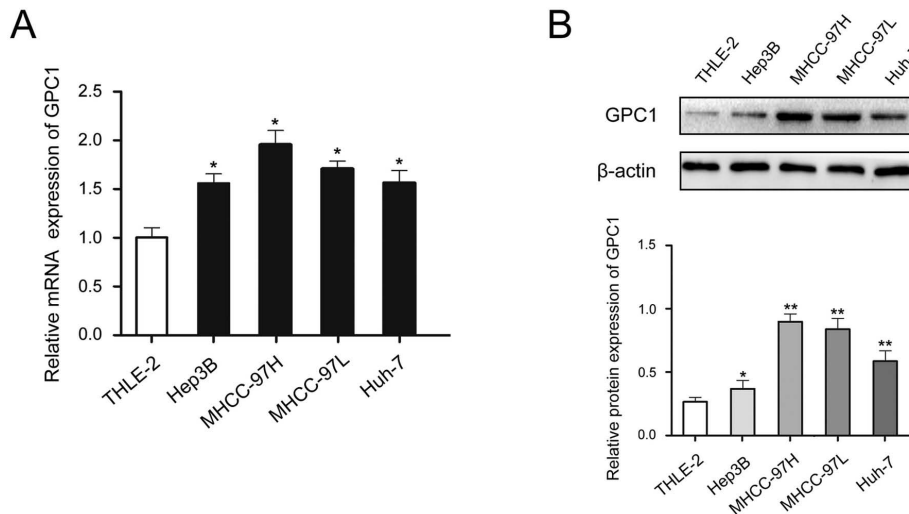 A
Relative mRNA expression of GPC1
2.5
2.0
1.5
1.0
0.5
0.0
*
*
*
*
THLE-2
Hep3B
MHCC-97H
MHCC-97L
Huh-7
B
THLE-2
Hep3B
MHCC-97H
MHCC-97L
Huh-7
GPC1
β-actin
Relative protein expression of GPC1
1.5
1.0
0.5
0.0
*
**
**
**
THLE-2
Hep3B
MHCC-97H
MHCC-97L
Huh-7